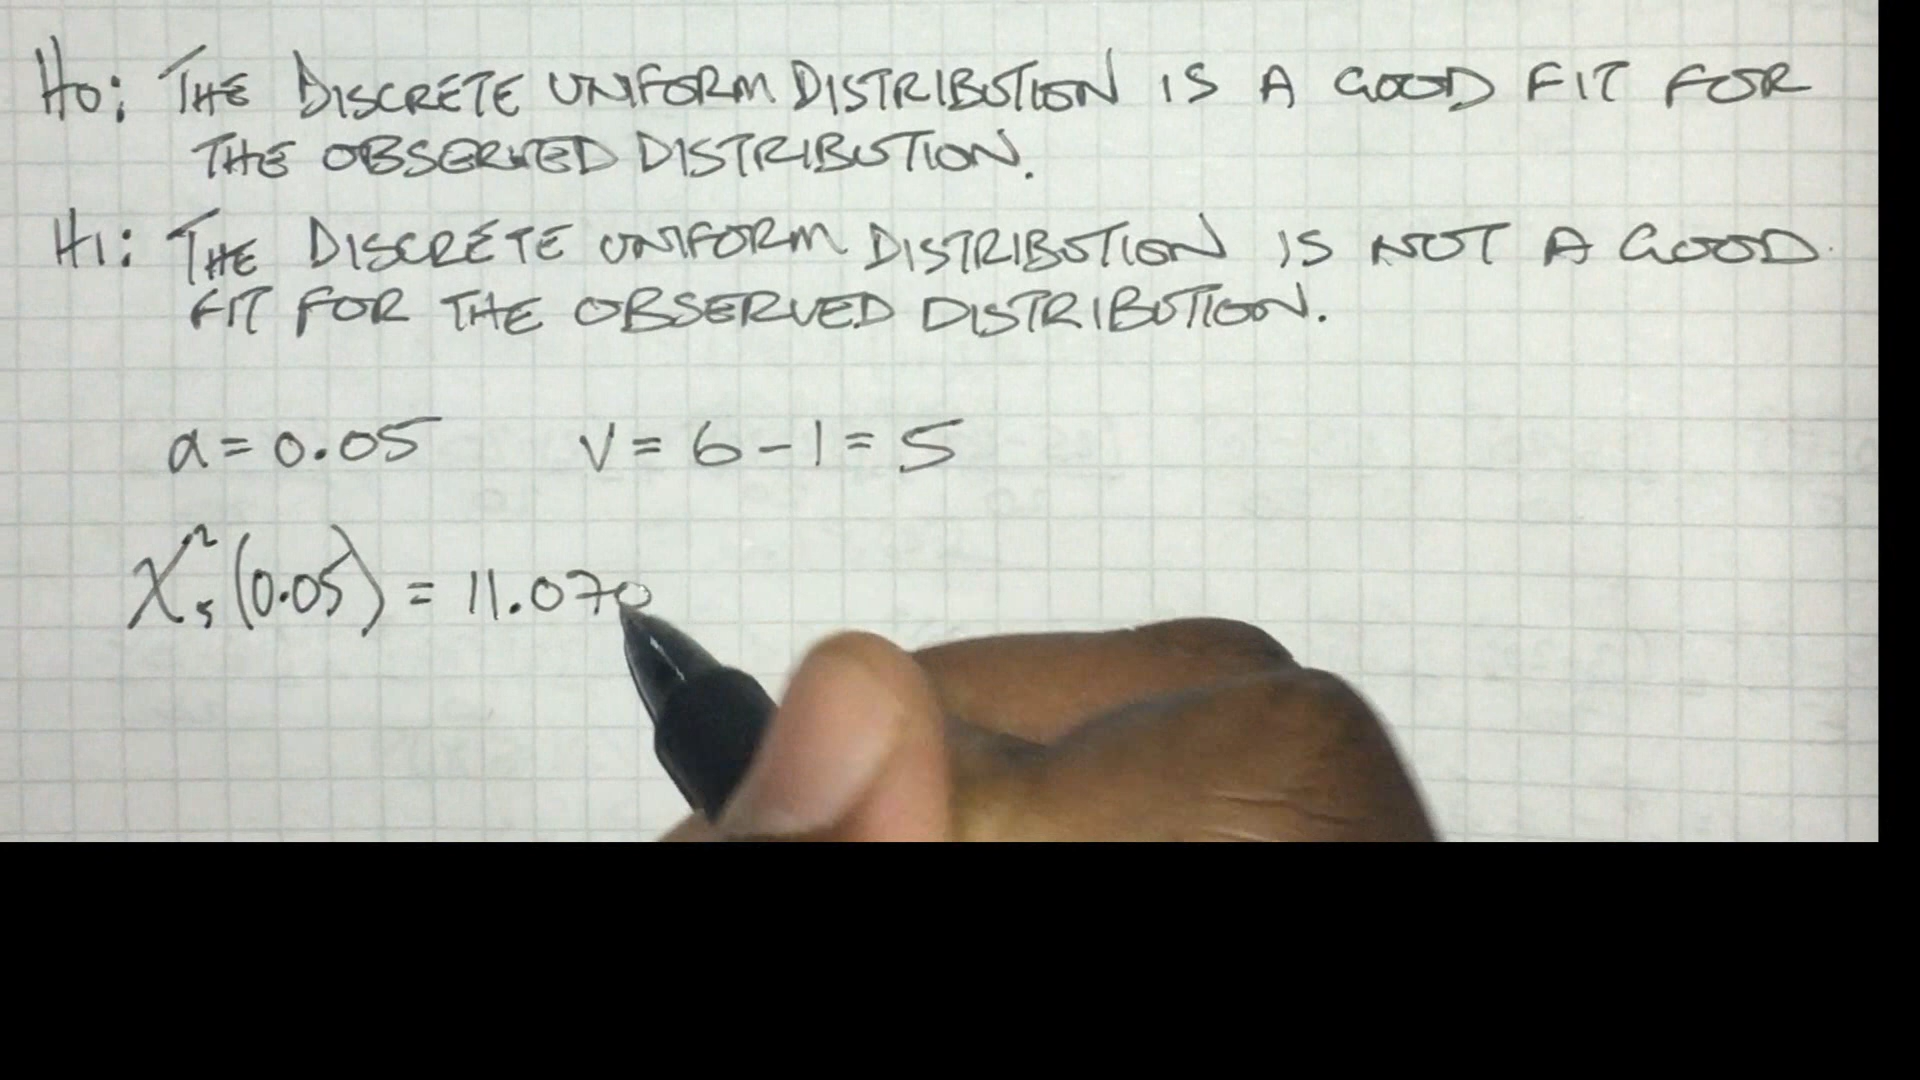 H0: THE DISCRETE UNIFORM DISTRIBUTION IS A GOOD FIT FOR
THE OBSERVED DISTRIBUTION.
H1: THE DISCRETE UNIFORM DISTRIBUTION IS NOT A GOOD
FIT FOR THE OBSERVED DISTRIBUTION.
α = 0.05 ν = 6 - 1 = 5
χ²₅(0.05) = 11.070